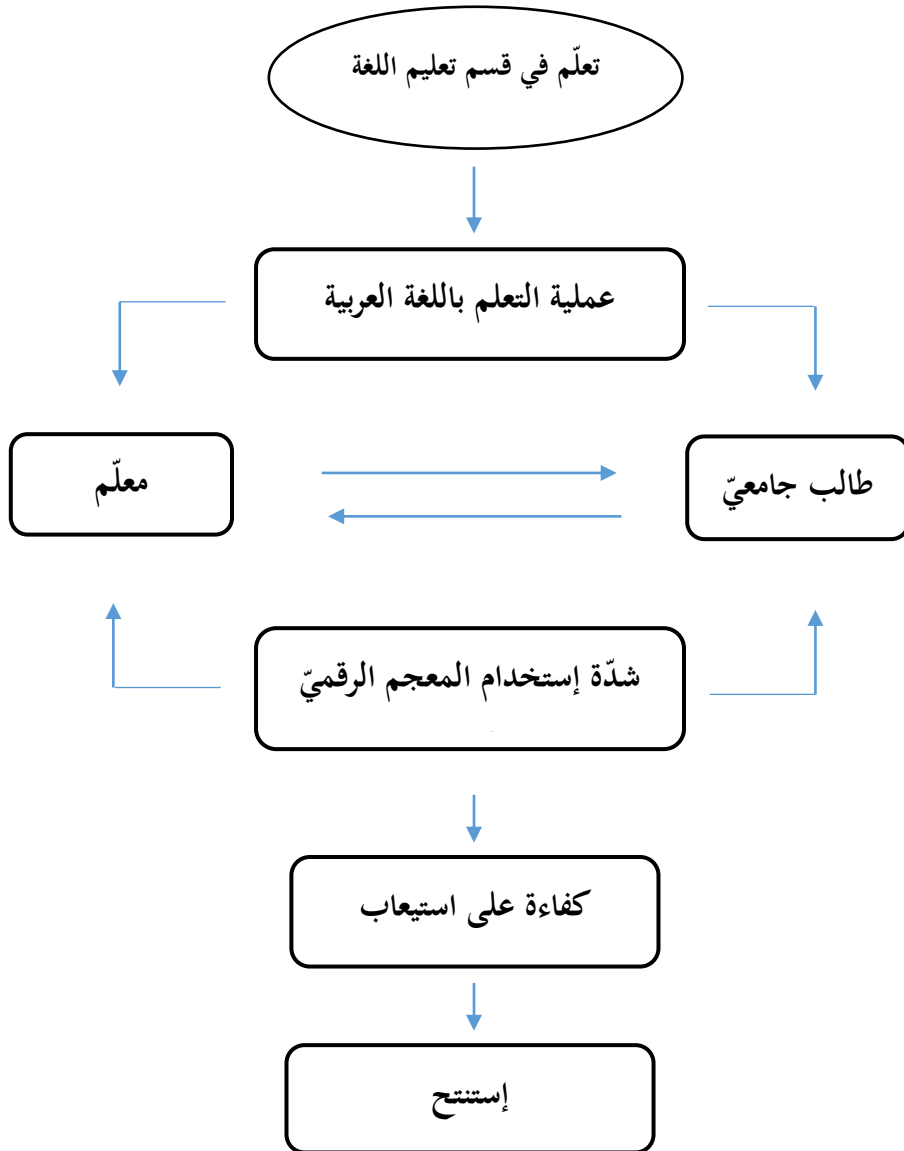 تعلّم في قسم تعليم اللغة
عملية التعلم باللغة العربية
طالب جامعيّ
معلّم
شدّة إستخدام المعجم الرقميّ
كفاءة على استيعاب
إستنتح